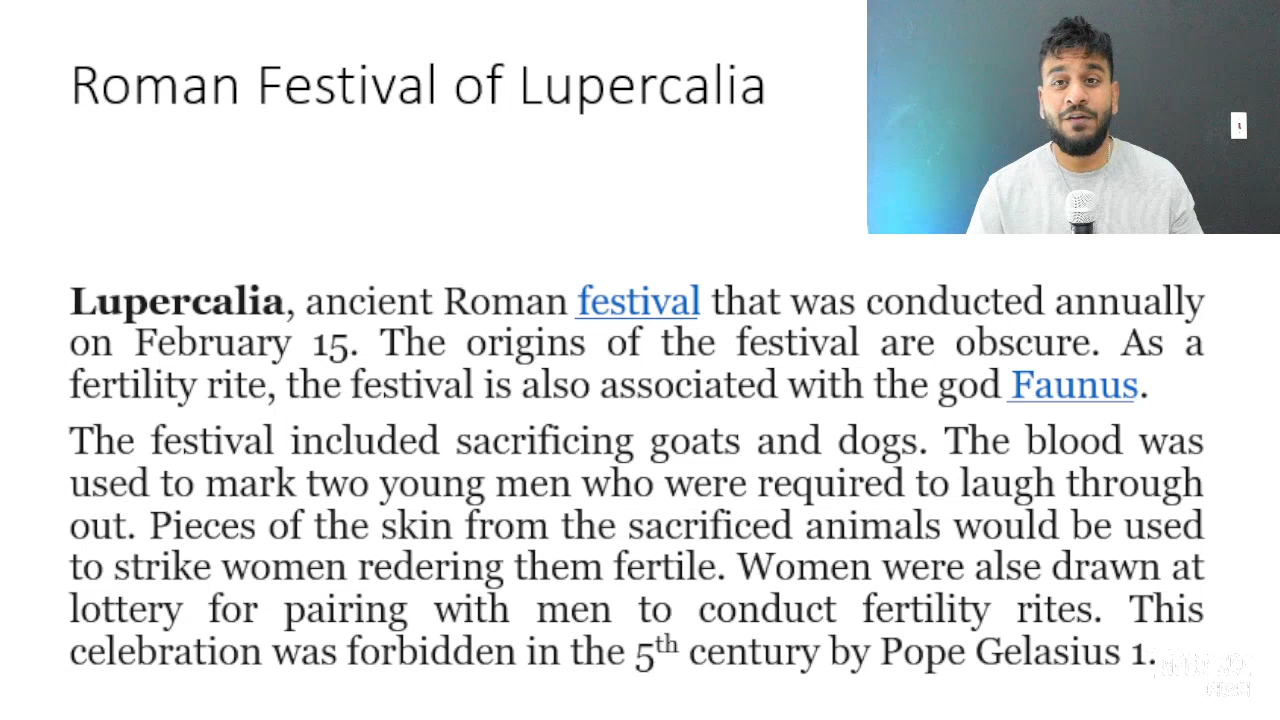 Roman Festival of Lupercalia
Lupercalia, ancient Roman festival that was conducted annually
on February 15. The origins of the festival are obscure. As a
fertility rite, the festival is also associated with the god Faunus.
The festival included sacrificing goats and dogs. The blood was
used to mark two young men who were required to laugh through
out. Pieces of the skin from the sacrificed animals would be used
to strike women redering them fertile. Women were alse drawn at
lottery for pairing with men to conduct fertility rites. This
celebration was forbidden in the 5th century by Pope Gelasius 1.